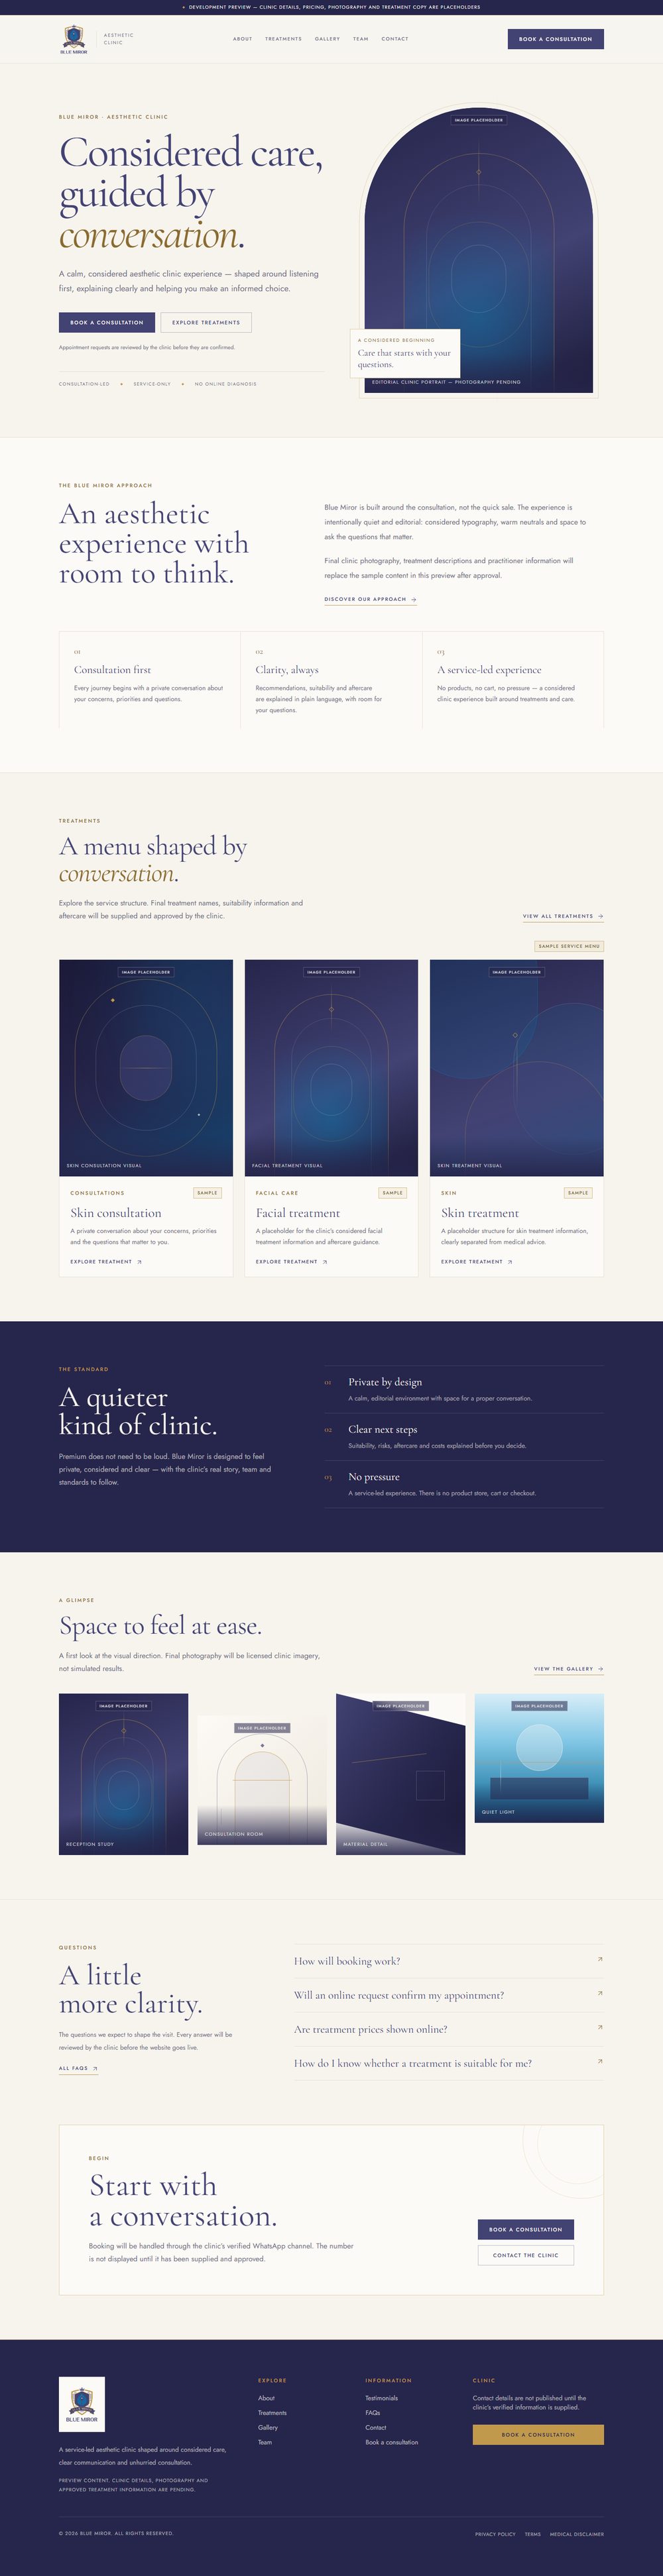 ✦ DEVELOPMENT PREVIEW — CLINIC DETAILS, PRICING, PHOTOGRAPHY AND TREATMENT COPY ARE PLACEHOLDERS
BLUE MIROR
AESTHETIC
CLINIC
ABOUT TREATMENTS GALLERY TEAM CONTACT
BOOK A CONSULTATION
BLUE MIROR · AESTHETIC CLINIC
Considered care,
guided by
conversation.
A calm, considered aesthetic clinic experience — shaped around listening
first, explaining clearly and helping you make an informed choice.
BOOK A CONSULTATION
EXPLORE TREATMENTS
Appointment requests are reviewed by the clinic before they are confirmed.
CONSULTATION-LED SERVICE-ONLY NO ONLINE DIAGNOSIS
IMAGE PLACEHOLDER
A CONSIDERED BEGINNING
Care that starts with your
questions.
EDITORIAL CLINIC PORTRAIT — PHOTOGRAPHY PENDING
THE BLUE MIROR APPROACH
An aesthetic
experience with
room to think.
Blue Miror is built around the consultation, not the quick sale. The experience is
intentionally quiet and editorial: considered typography, warm neutrals and space to
ask the questions that matter.
Final clinic photography, treatment descriptions and practitioner information will
replace the sample content in this preview after approval.
DISCOVER OUR APPROACH →
01
Consultation first
Every journey begins with a private conversation about
your concerns, priorities and questions.
02
Clarity, always
Recommendations, suitability and aftercare
are explained in plain language, with room for
your questions.
03
A service-led experience
No products, no cart, no pressure — a considered
clinic experience built around treatments and care.
TREATMENTS
A menu shaped by
conversation.
Explore the service structure. Final treatment names, suitability information and
aftercare will be supplied and approved by the clinic.
VIEW ALL TREATMENTS →
SAMPLE SERVICE MENU
IMAGE PLACEHOLDER
SKIN CONSULTATION VISUAL
CONSULTATIONS
SAMPLE
Skin consultation
A private conversation about your concerns, priorities
and the questions that matter to you.
EXPLORE TREATMENT ↗
IMAGE PLACEHOLDER
FACIAL TREATMENT VISUAL
FACIAL CARE
SAMPLE
Facial treatment
A placeholder for the clinic's considered facial
treatment information and aftercare guidance.
EXPLORE TREATMENT ↗
IMAGE PLACEHOLDER
SKIN TREATMENT VISUAL
SKIN
SAMPLE
Skin treatment
A placeholder structure for skin treatment information,
clearly separated from medical advice.
EXPLORE TREATMENT ↗
THE STANDARD
A quieter
kind of clinic.
Premium does not need to be loud. Blue Miror is designed to feel
private, considered and clear — with the clinic's real story, team and
standards to follow.
01
Private by design
A calm, editorial environment with space for a proper conversation.
02
Clear next steps
Suitability, risks, aftercare and costs explained before you decide.
03
No pressure
A service-led experience. There is no product store, cart or checkout.
A GLIMPSE
Space to feel at ease.
A first look at the visual direction. Final photography will be licensed clinic imagery,
not simulated results.
VIEW THE GALLERY →
IMAGE PLACEHOLDER
RECEPTION STUDY
IMAGE PLACEHOLDER
CONSULTATION ROOM
IMAGE PLACEHOLDER
MATERIAL DETAIL
IMAGE PLACEHOLDER
QUIET LIGHT
QUESTIONS
A little
more clarity.
The questions we expect to shape the visit. Every answer will be
reviewed by the clinic before the website goes live.
ALL FAQS ↗
How will booking work? ↗
Will an online request confirm my appointment? ↗
Are treatment prices shown online? ↗
How do I know whether a treatment is suitable for me? ↗
BEGIN
Start with
a conversation.
Booking will be handled through the clinic's verified WhatsApp channel. The number
is not displayed until it has been supplied and approved.
BOOK A CONSULTATION
CONTACT THE CLINIC
BLUE MIROR
A service-led aesthetic clinic shaped around considered care,
clear communication and unhurried consultation.
PREVIEW CONTENT. CLINIC DETAILS, PHOTOGRAPHY AND
APPROVED TREATMENT INFORMATION ARE PENDING.
EXPLORE
About
Treatments
Gallery
Team
INFORMATION
Testimonials
FAQs
Contact
Book a consultation
CLINIC
Contact details are not published until the
clinic's verified information is supplied.
BOOK A CONSULTATION
© 2026 BLUE MIROR. ALL RIGHTS RESERVED.
PRIVACY POLICY TERMS MEDICAL DISCLAIMER